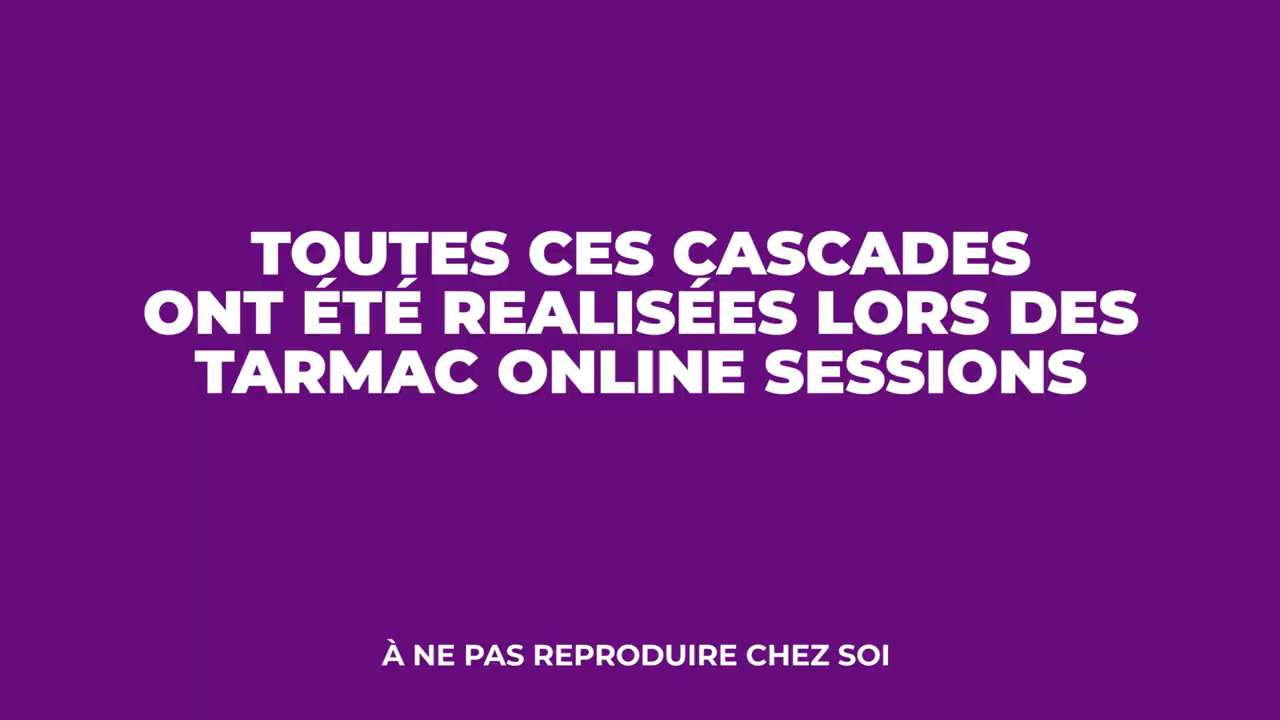 TOUTES CES CASCADES
ONT ÉTÉ REALISÉES LORS DES
TARMAC ONLINE SESSIONS
À NE PAS REPRODUIRE CHEZ SOI